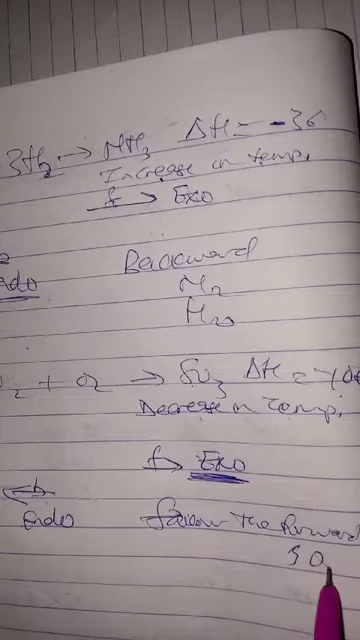 3H₂ → NH₃ ΔH = -36
Increase in temp.
f → Exo
Backward
Endo
H₂
O₂ + O₂ → SO₃ ΔH =
Decrease in Temp.
f → Exo
← b
Endo follow the forward
SO